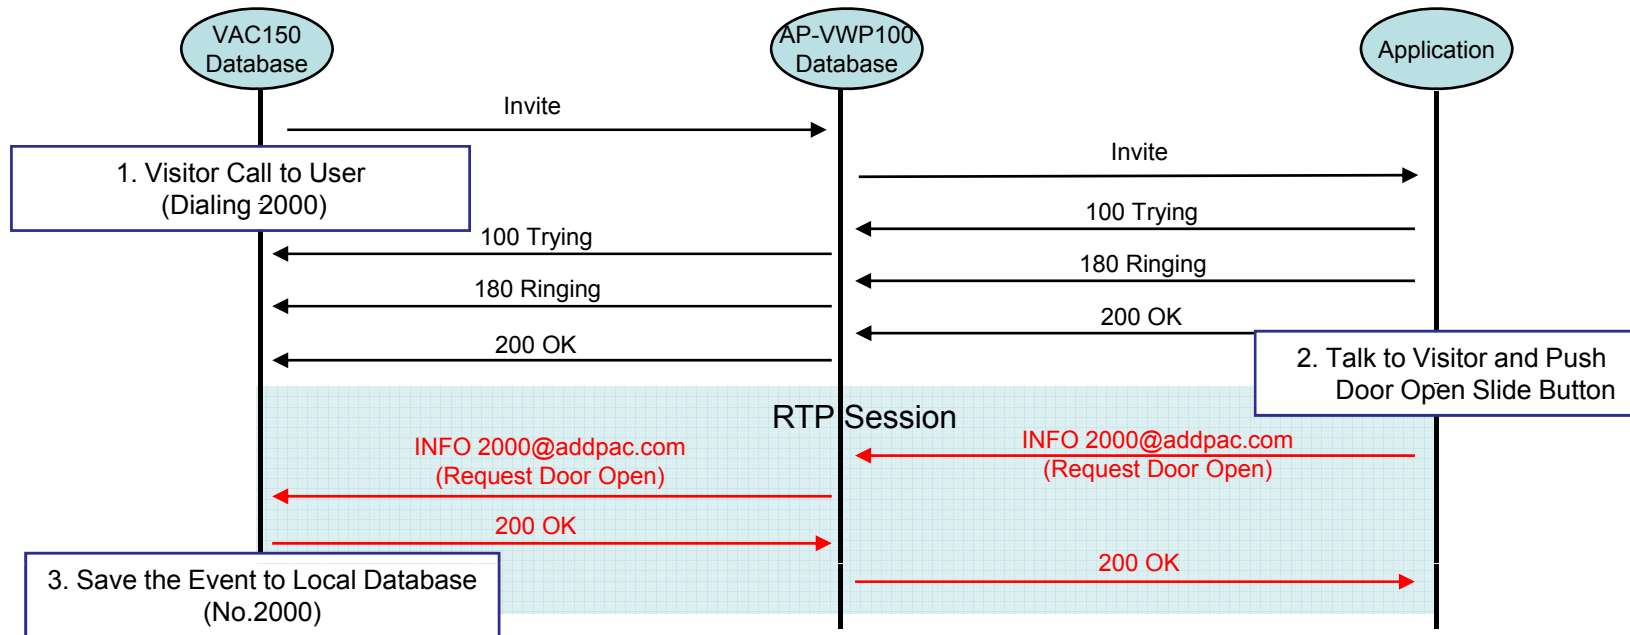 VAC150
Database
AP-VWP100
Database
Application
Invite
Invite
1. Visitor Call to User
(Dialing 2000)
100 Trying
100 Trying
180 Ringing
180 Ringing
200 OK
200 OK
2. Talk to Visitor and Push
Door Open Slide Button
RTP Session
INFO 2000@addpac.com
(Request Door Open)
INFO 2000@addpac.com
(Request Door Open)
200 OK
200 OK
3. Save the Event to Local Database
(No.2000)